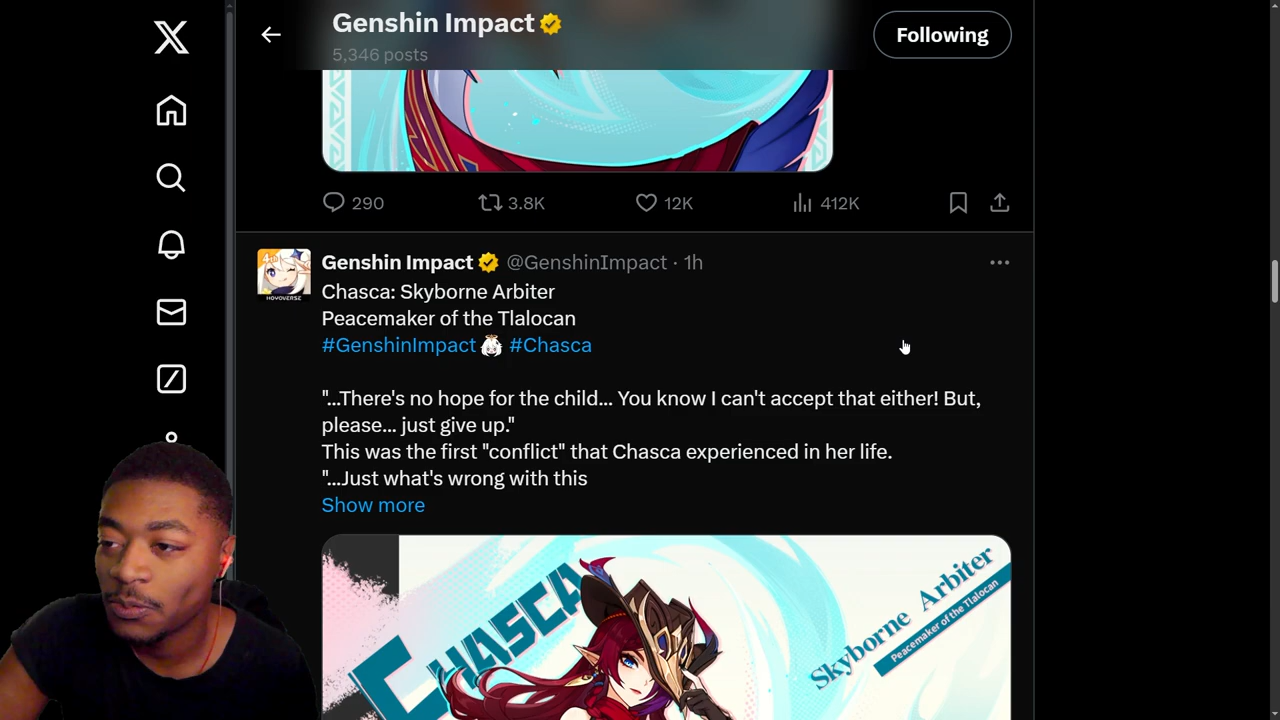 Genshin Impact
5,346 posts
Following
290
3.8K
12K
412K
Genshin Impact @GenshinImpact · 1h
Chasca: Skyborne Arbiter
Peacemaker of the Tlalocan
#GenshinImpact #Chasca
"...There's no hope for the child... You know I can't accept that either! But,
please... just give up."
This was the first "conflict" that Chasca experienced in her life.
"...Just what's wrong with this
Show more
4th
HOYOVERSE
CHASCA
Skyborne Arbiter
Peacemaker of the Tlalocan